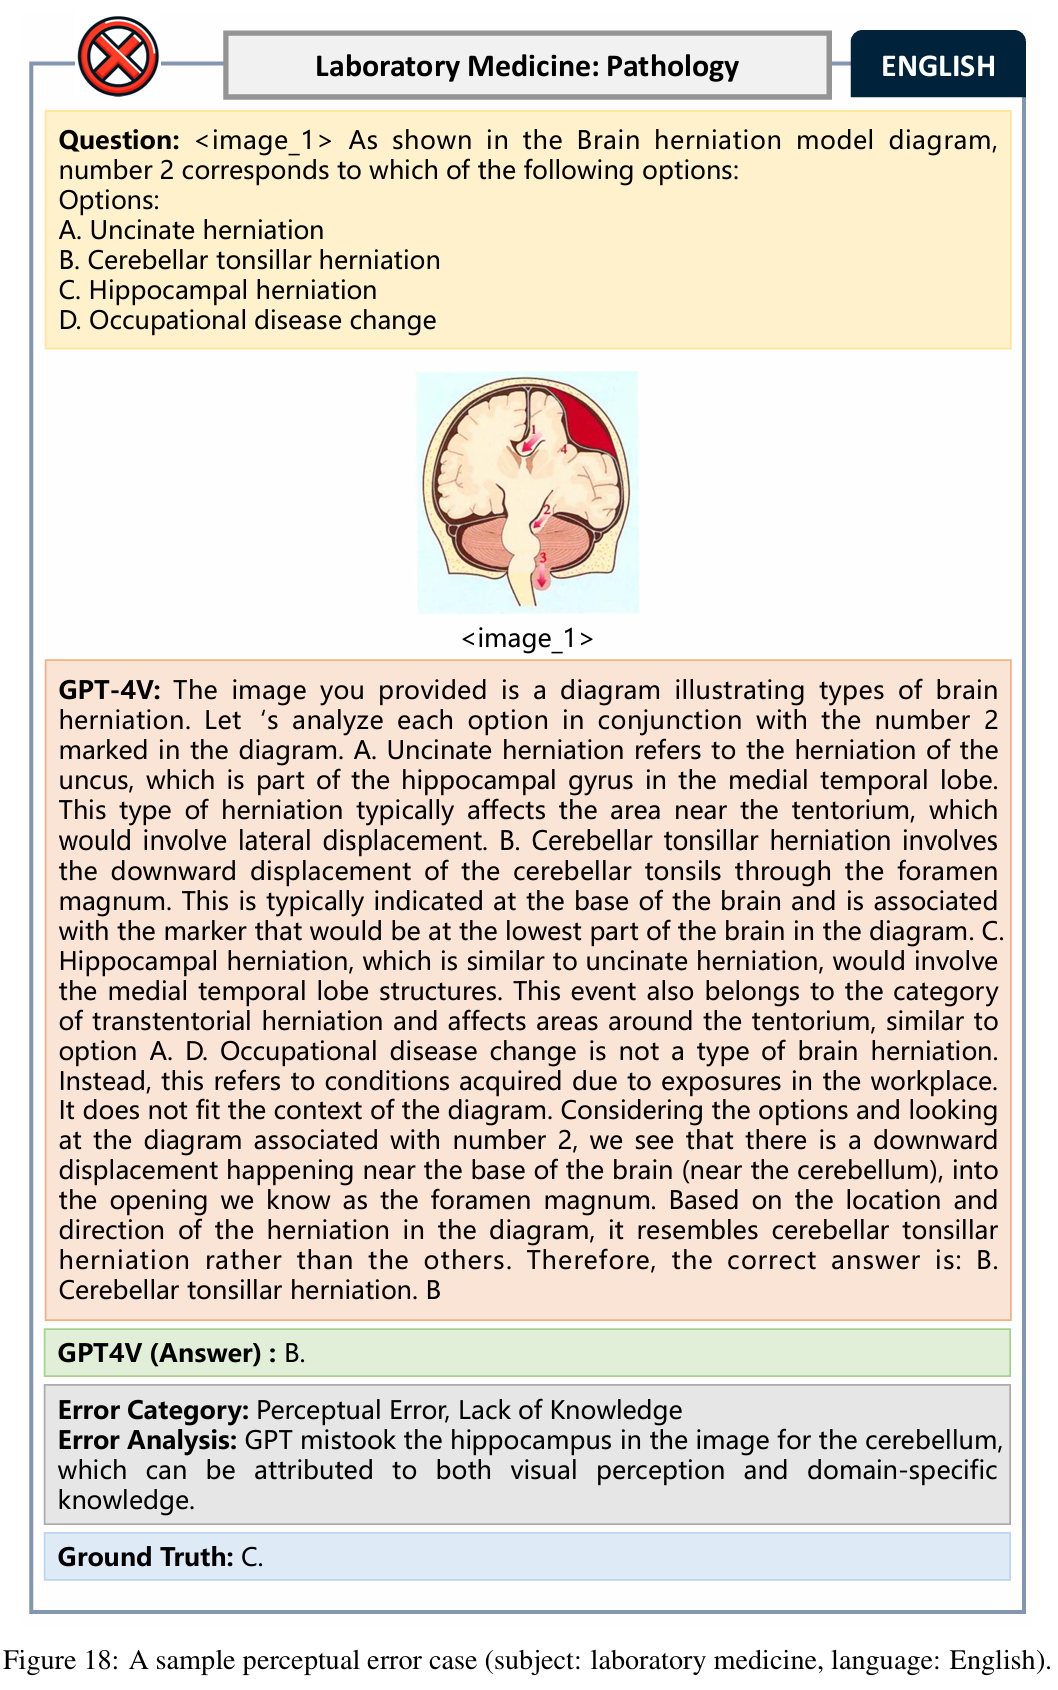 Laboratory Medicine: Pathology
ENGLISH
Question: <image_1> As shown in the Brain herniation model diagram,
number 2 corresponds to which of the following options:
Options:
A. Uncinate herniation
B. Cerebellar tonsillar herniation
C. Hippocampal herniation
D. Occupational disease change
1
4
2
3
<image_1>
GPT-4V: The image you provided is a diagram illustrating types of brain
herniation. Let ‘s analyze each option in conjunction with the number 2
marked in the diagram. A. Uncinate herniation refers to the herniation of the
uncus, which is part of the hippocampal gyrus in the medial temporal lobe.
This type of herniation typically affects the area near the tentorium, which
would involve lateral displacement. B. Cerebellar tonsillar herniation involves
the downward displacement of the cerebellar tonsils through the foramen
magnum. This is typically indicated at the base of the brain and is associated
with the marker that would be at the lowest part of the brain in the diagram. C.
Hippocampal herniation, which is similar to uncinate herniation, would involve
the medial temporal lobe structures. This event also belongs to the category
of transtentorial herniation and affects areas around the tentorium, similar to
option A. D. Occupational disease change is not a type of brain herniation.
Instead, this refers to conditions acquired due to exposures in the workplace.
It does not fit the context of the diagram. Considering the options and looking
at the diagram associated with number 2, we see that there is a downward
displacement happening near the base of the brain (near the cerebellum), into
the opening we know as the foramen magnum. Based on the location and
direction of the herniation in the diagram, it resembles cerebellar tonsillar
herniation rather than the others. Therefore, the correct answer is: B.
Cerebellar tonsillar herniation. B
GPT4V (Answer) : B.
Error Category: Perceptual Error, Lack of Knowledge
Error Analysis: GPT mistook the hippocampus in the image for the cerebellum,
which can be attributed to both visual perception and domain-specific
knowledge.
Ground Truth: C.
Figure 18: A sample perceptual error case (subject: laboratory medicine, language: English).